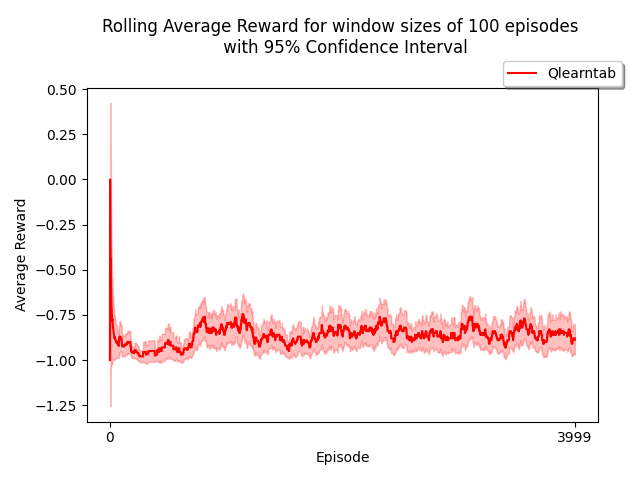 Rolling Average Reward for window sizes of 100 episodes
with 95% Confidence Interval
Qlearntab
0.50
0.25
0.00
−0.25
−0.50
−0.75
−1.00
−1.25
Average Reward
0
3999
Episode